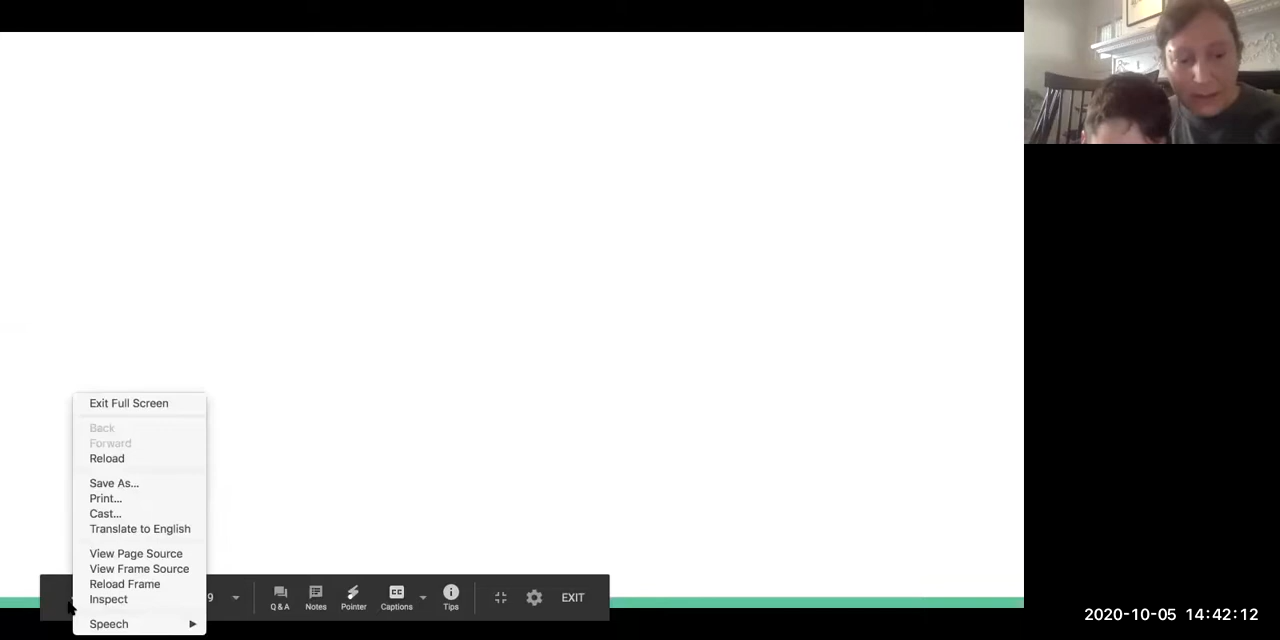 Exit Full Screen
Back
Forward
Reload
Save As...
Print...
Cast...
Translate to English
View Page Source
View Frame Source
Reload Frame
Inspect
Speech
9
Q & A
Notes
Pointer
CC
Captions
Tips
EXIT
2020-10-05 14:42:12